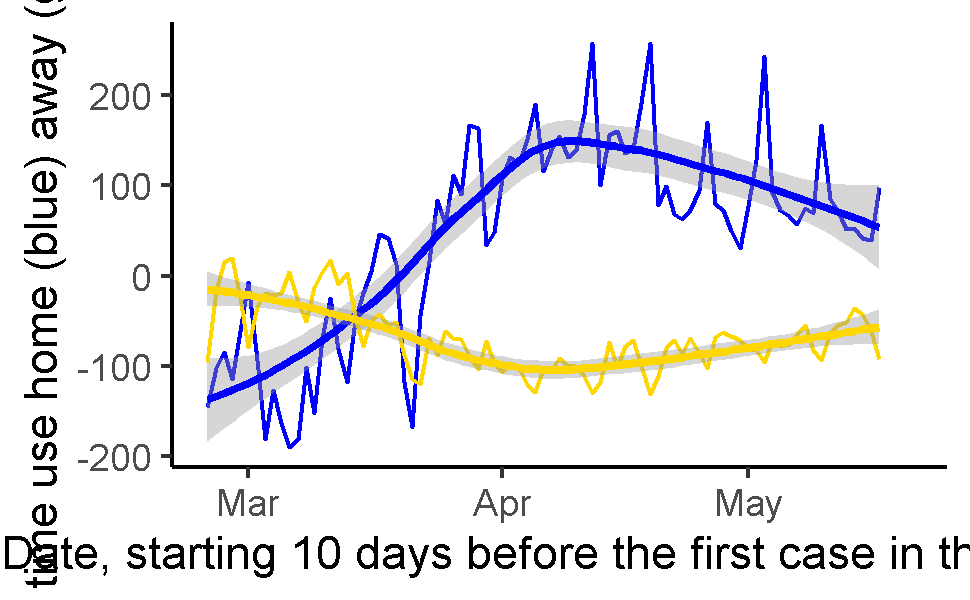 time use home (blue) away (
200
100
0
-100
-200
Mar Apr May
Date, starting 10 days before the first case in th